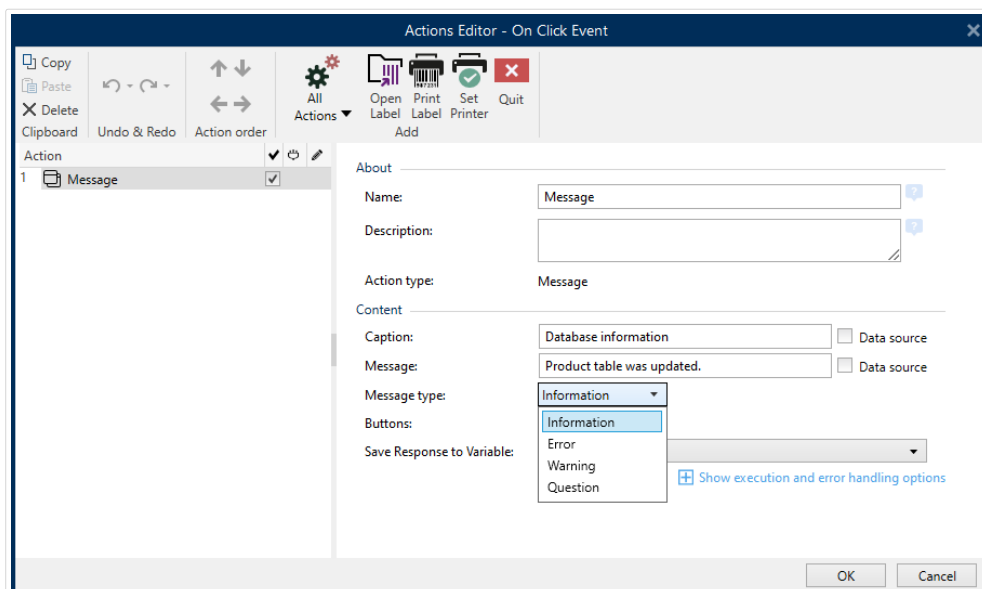 Actions Editor - On Click Event
Copy
Paste
Delete
Clipboard
Undo & Redo
Action order
All
Actions
Open
Label
Print
Label
Set
Printer
Quit
Add
Action
1 Message
About
Name: Message
Description:
Action type: Message
Content
Caption: Database information Data source
Message: Product table was updated. Data source
Message type: Information
Buttons: Information
Error
Save Response to Variable:
Warning
Question
Show execution and error handling options
OK Cancel